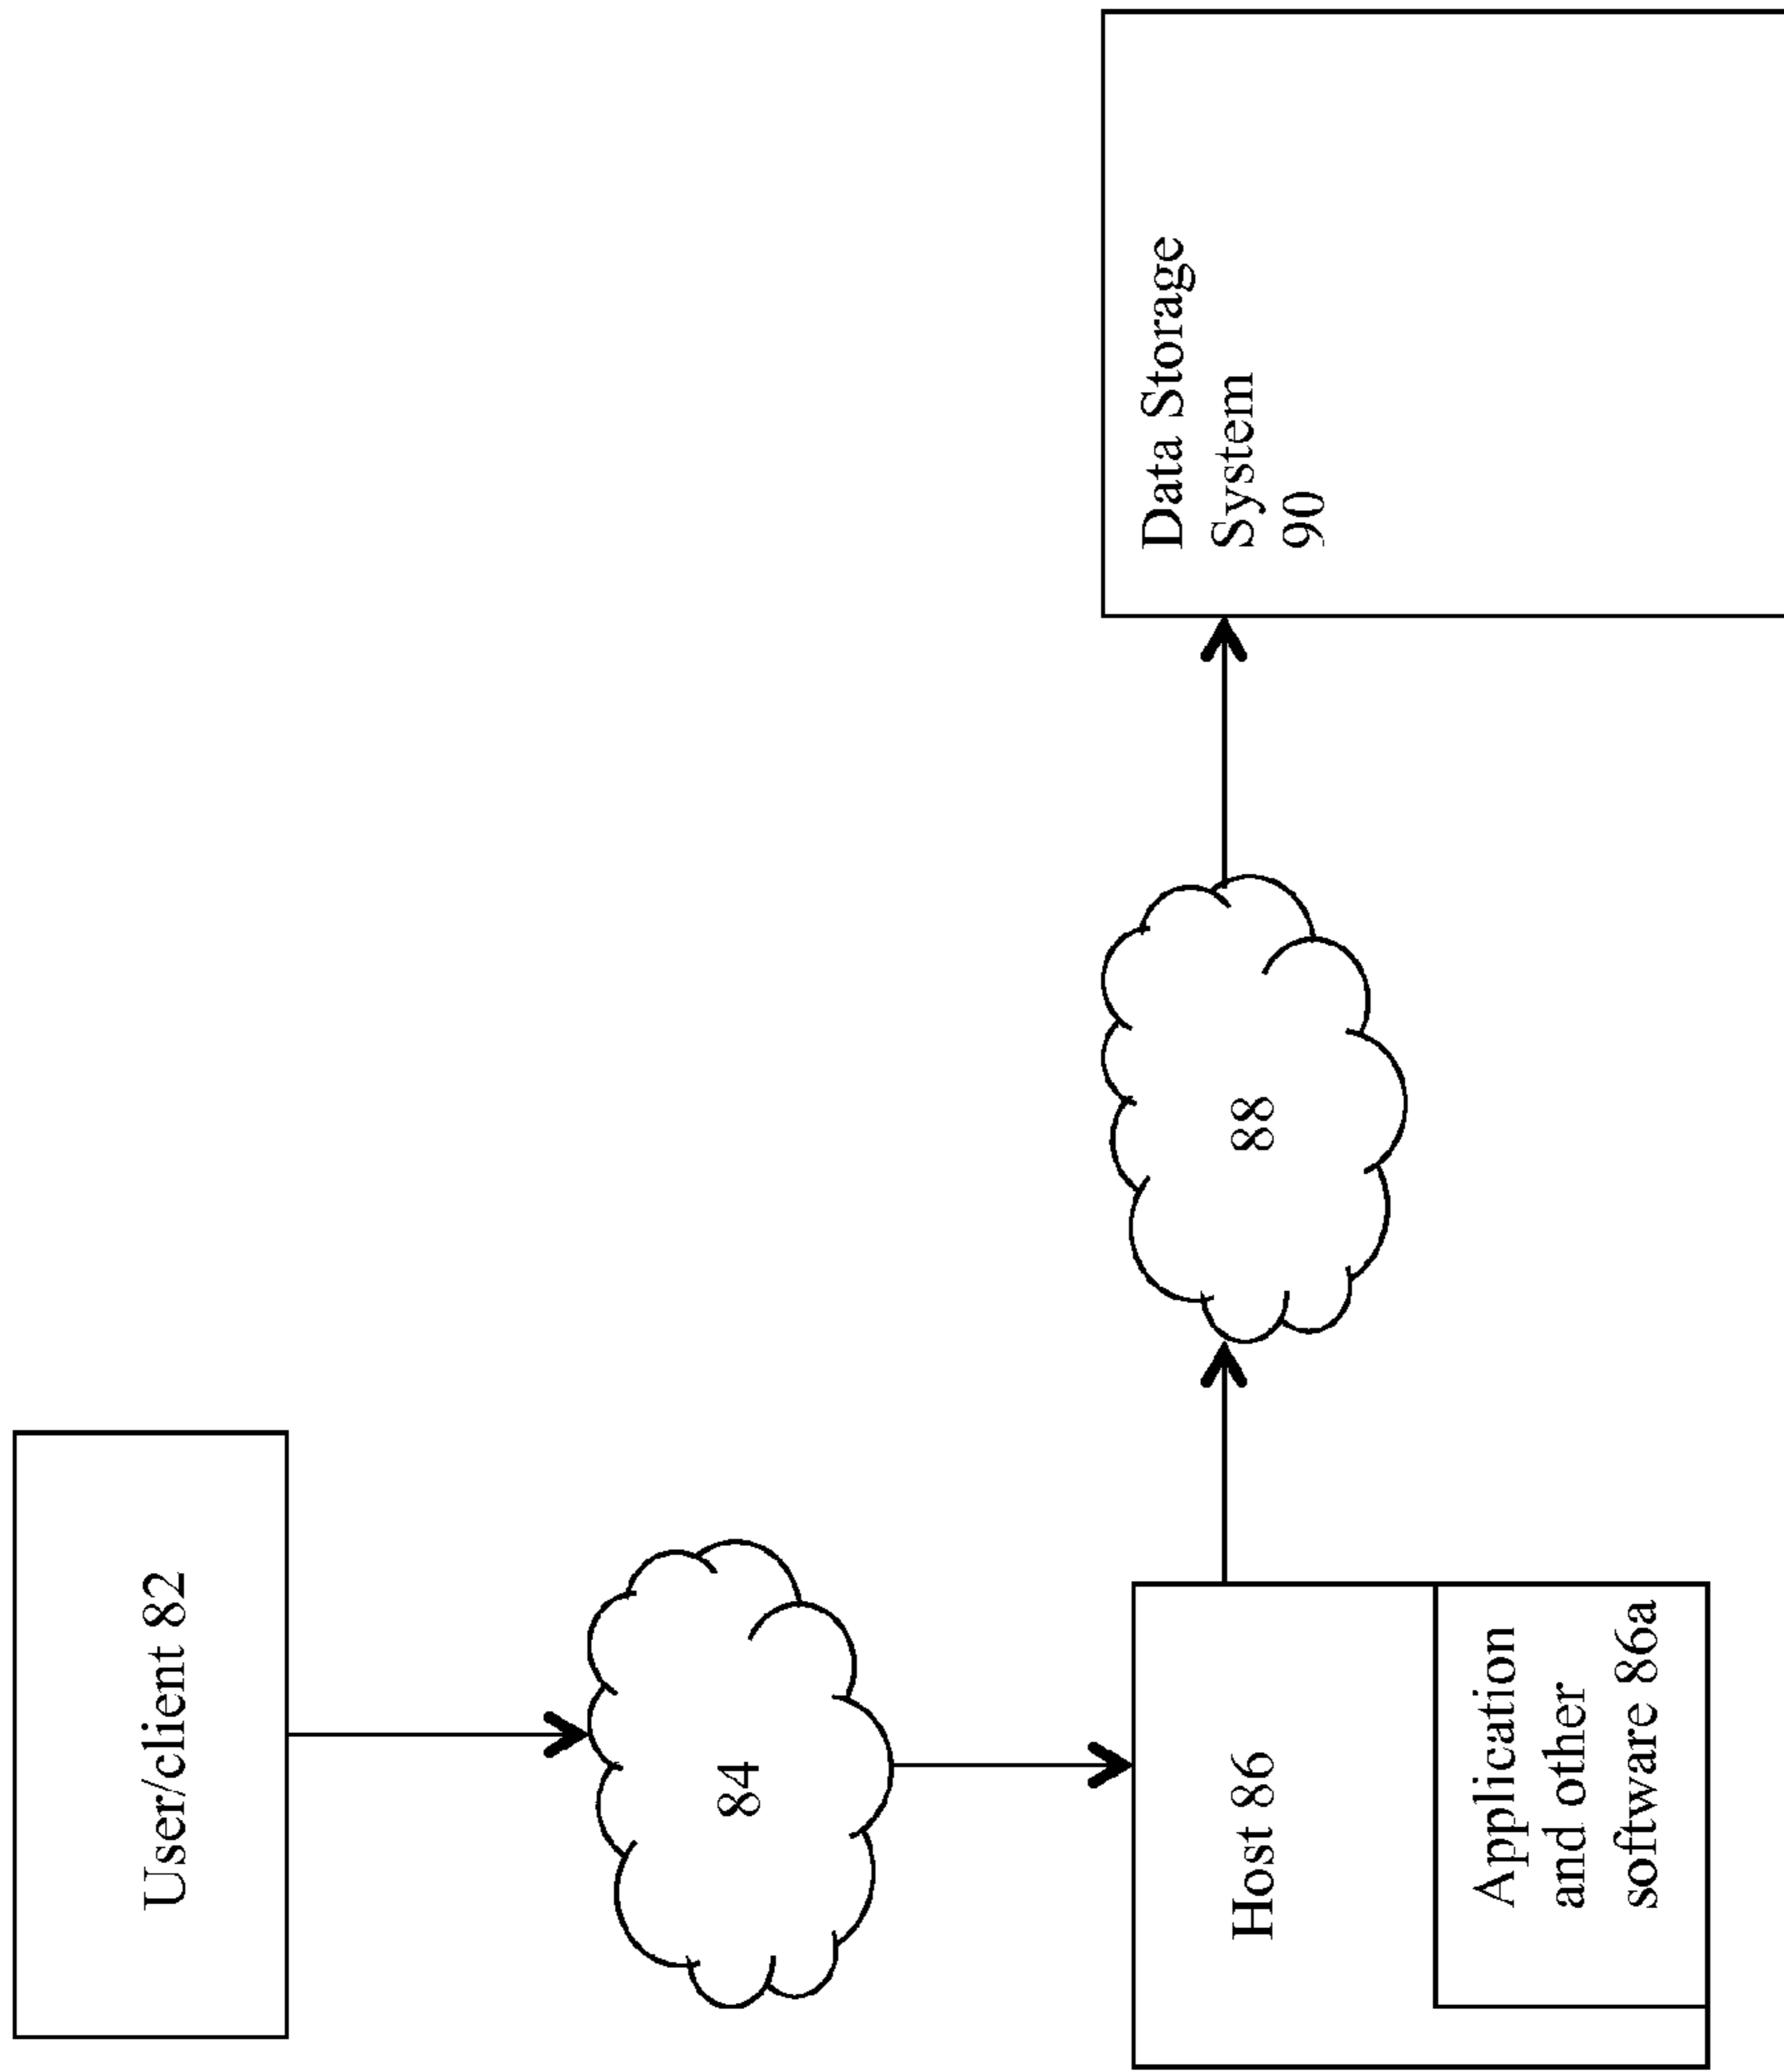 User/client 82
84
Host 86
Application
and other
software 86a
88
Data Storage
System
90